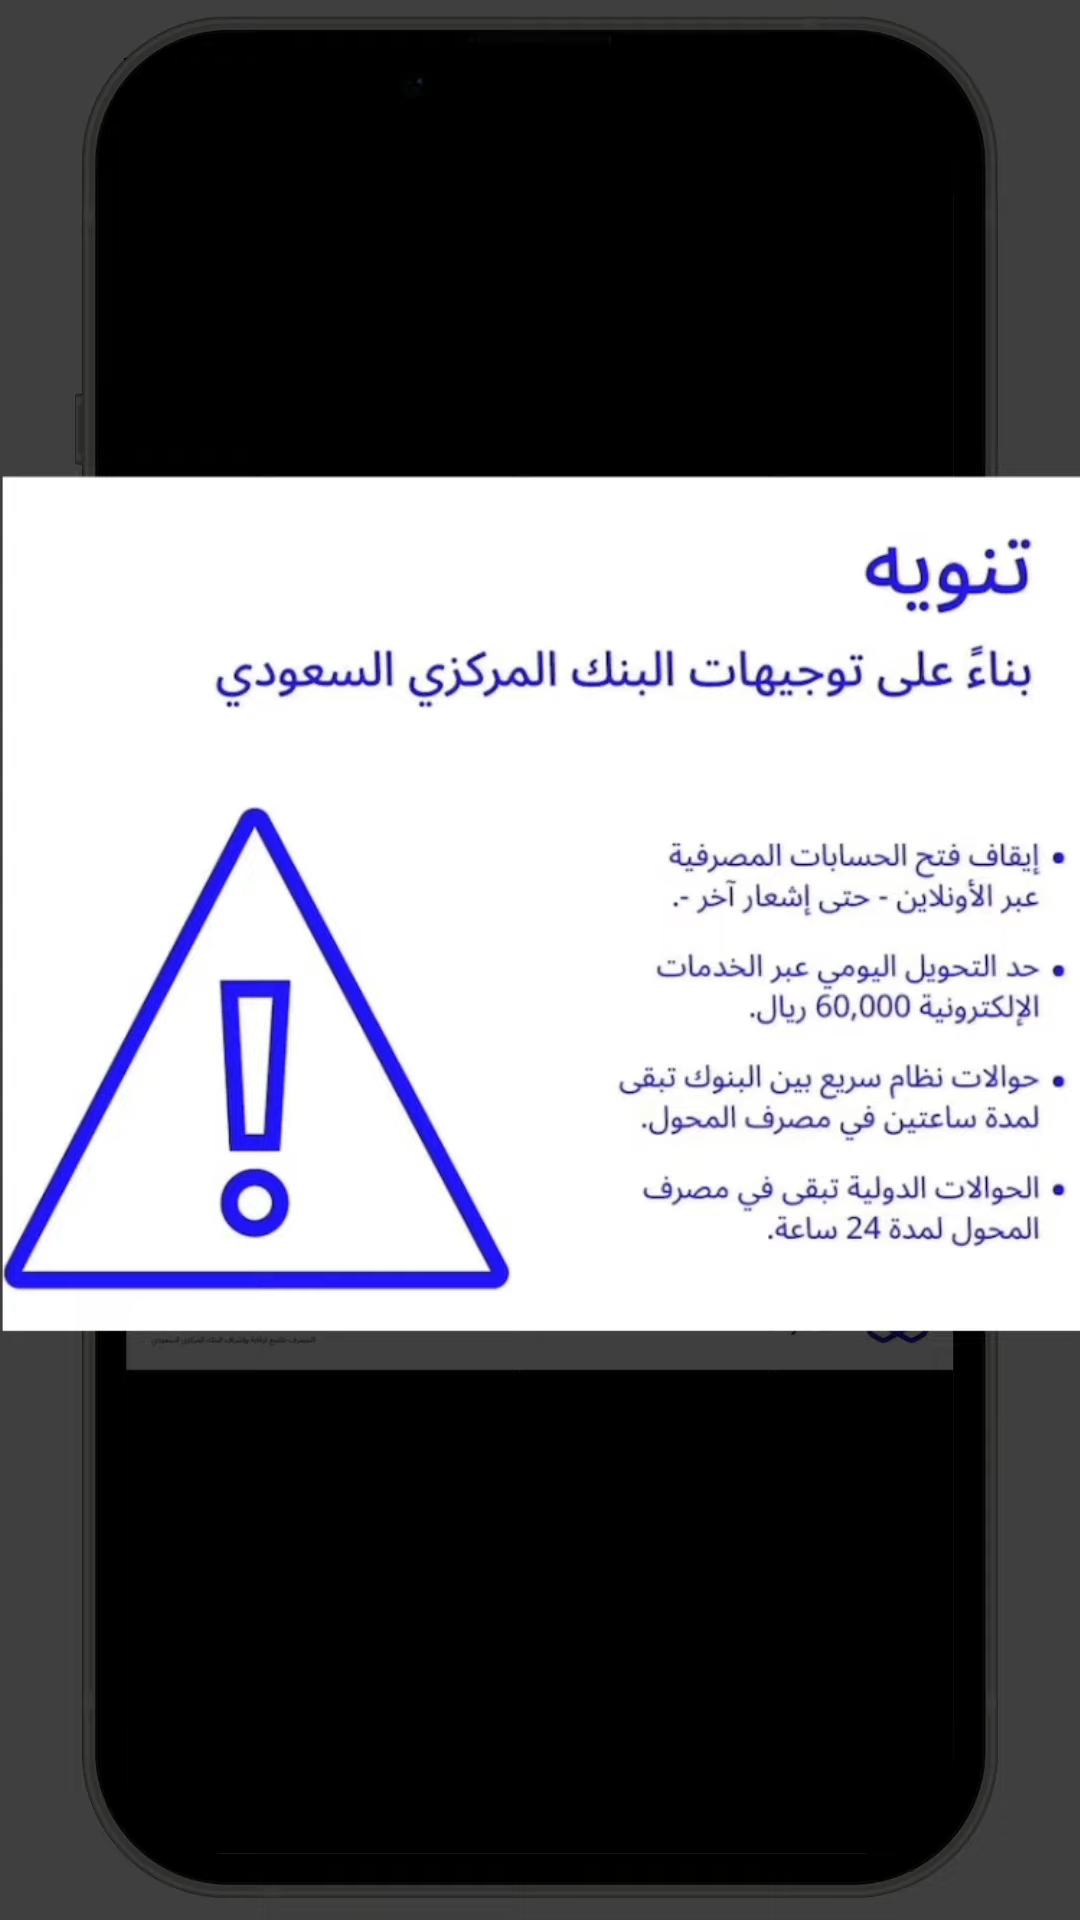 تنويه
بناءً على توجيهات البنك المركزي السعودي
• إيقاف فتح الحسابات المصرفية
عبر الأونلاين - حتى إشعار آخر -.
• حد التحويل اليومي عبر الخدمات
الإلكترونية 60,000 ريال.
• حوالات نظام سريع بين البنوك تبقى
لمدة ساعتين في مصرف المحول.
• الحوالات الدولية تبقى في مصرف
المحول لمدة 24 ساعة.